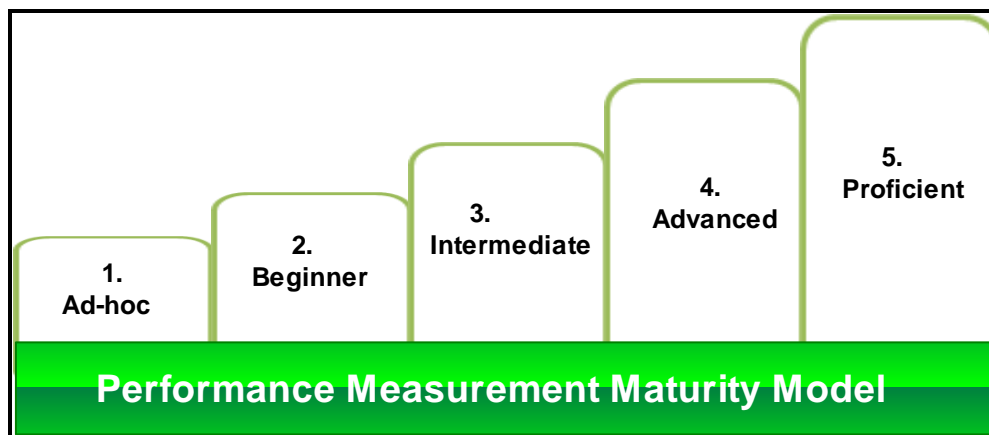 1.
Ad-hoc
2.
Beginner
3.
Intermediate
4.
Advanced
5.
Proficient
Performance Measurement Maturity Model